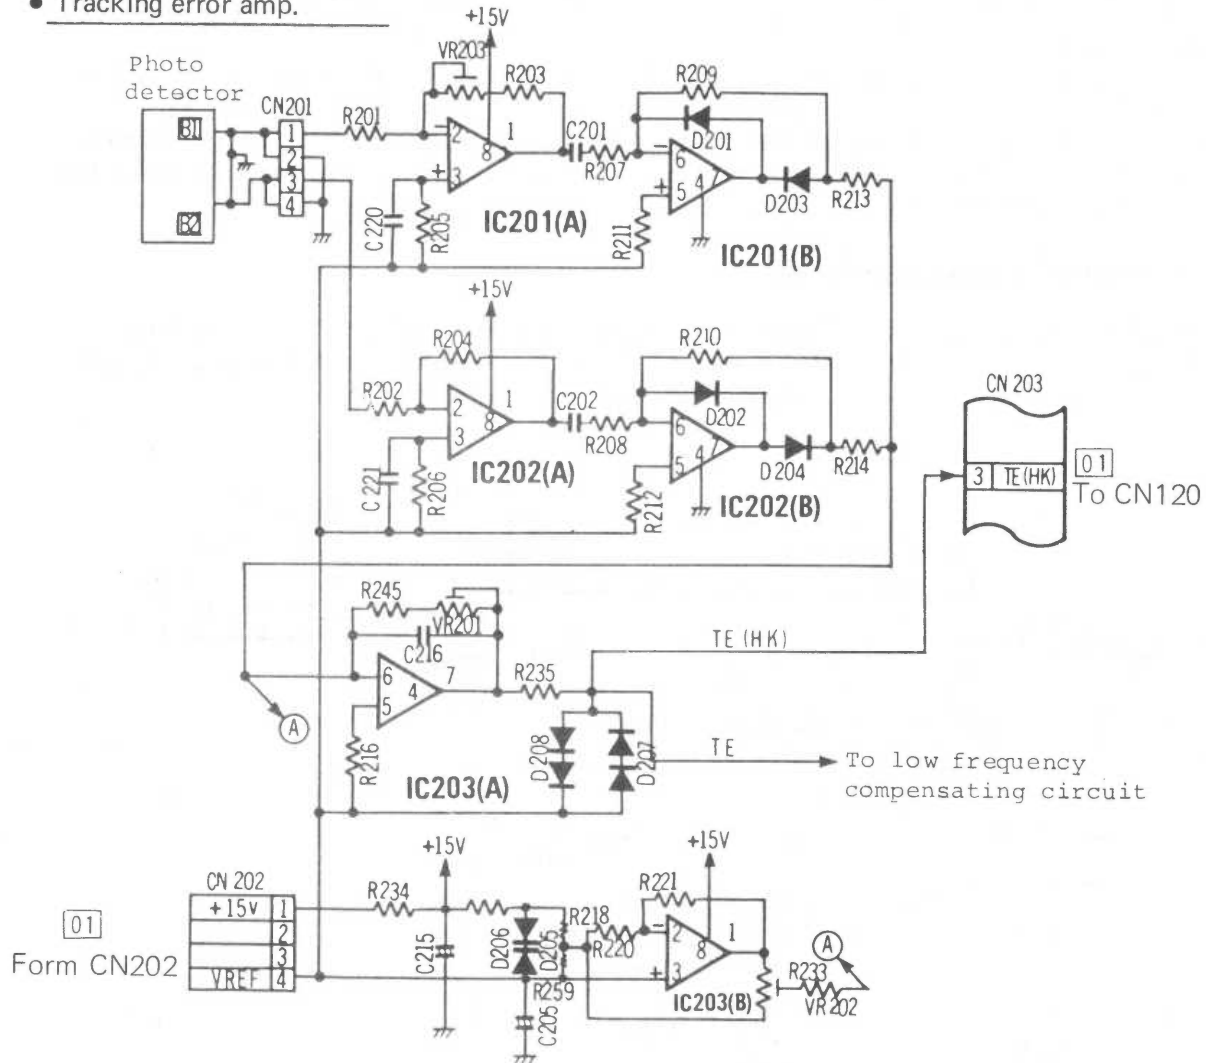 • Tracking error amp.
+15V
VR203
Photo
detector
CN201
R201
R203
R209
B1
1
2
3
4
B2
2
3
8
1
C201
R207
D201
6
5
4
7
D203
R213
C220
R205
IC201(A)
R211
IC201(B)
+15V
R204
R210
CN 203
R202
2
3
8
1
C202
R208
D202
6
5
4
7
D204
R214
C 221
R206
IC202(A)
R212
IC202(B)
3 TE(HK)
01
To CN120
R245
VR201
C216
TE (HK)
6
5
4
7
R235
A
R216
D208
D207
TE
IC203(A)
To low frequency
compensating circuit
+15V
+15V
CN 202
+15v 1
2
3
VREF 4
01
Form CN202
R234
C215
D206
D205
R218
R220
R221
R259
C205
2
3
8
1
IC203(B)
A
R233
VR202